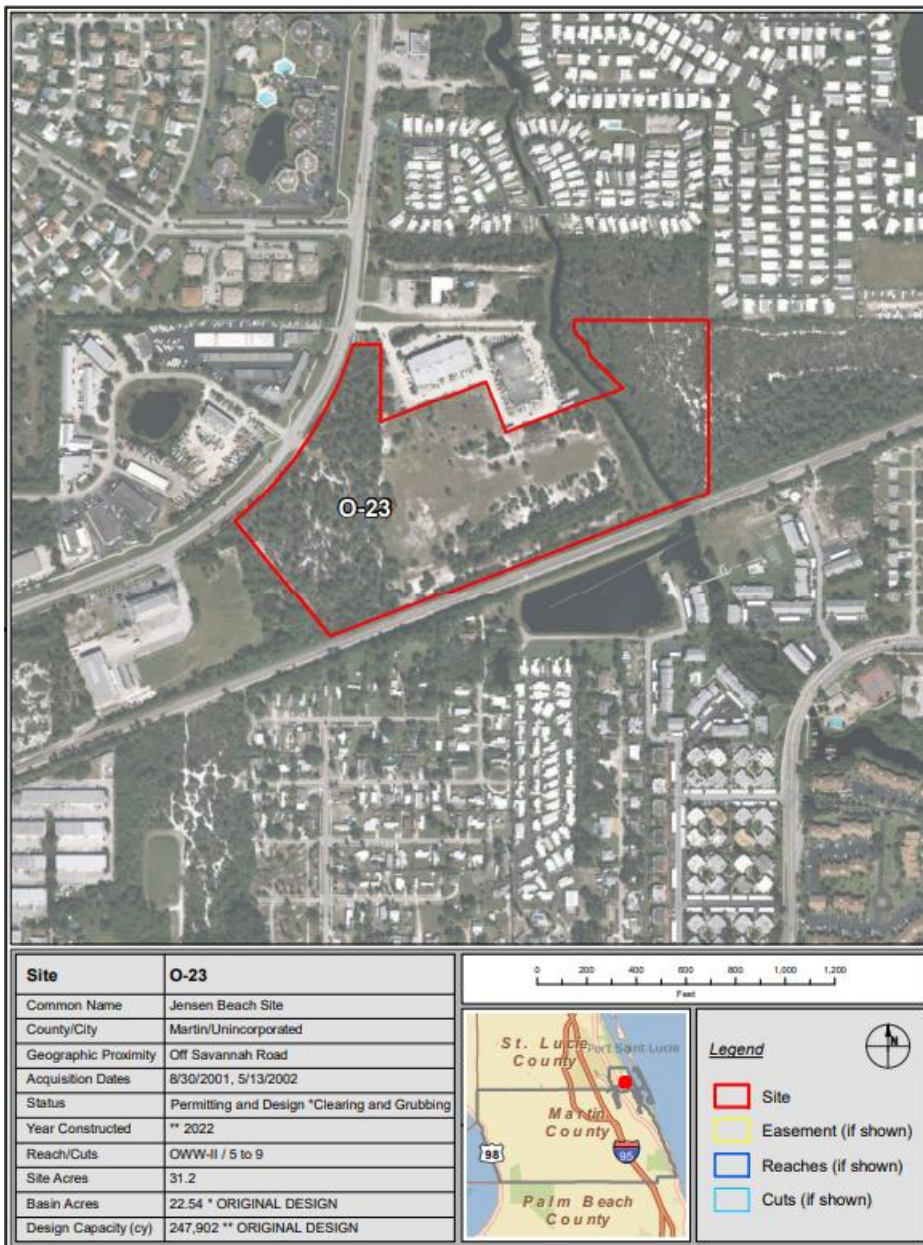 O-23
Site O-23
Common Name Jensen Beach Site
County/City Martin/Unincorporated
Geographic Proximity Off Savannah Road
Acquisition Dates 8/30/2001, 5/13/2002
Status Permitting and Design *Clearing and Grubbing
Year Constructed ** 2022
Reach/Cuts OWW-II / 5 to 9
Site Acres 31.2
Basin Acres 22.54 * ORIGINAL DESIGN
Design Capacity (cy) 247,902 ** ORIGINAL DESIGN
0 200 400 600 800 1,000 1,200
Feet
St. Lucie County
Port Saint Lucie
Martin County
98
95
Palm Beach County
Legend
N
Site
Easement (if shown)
Reaches (if shown)
Cuts (if shown)